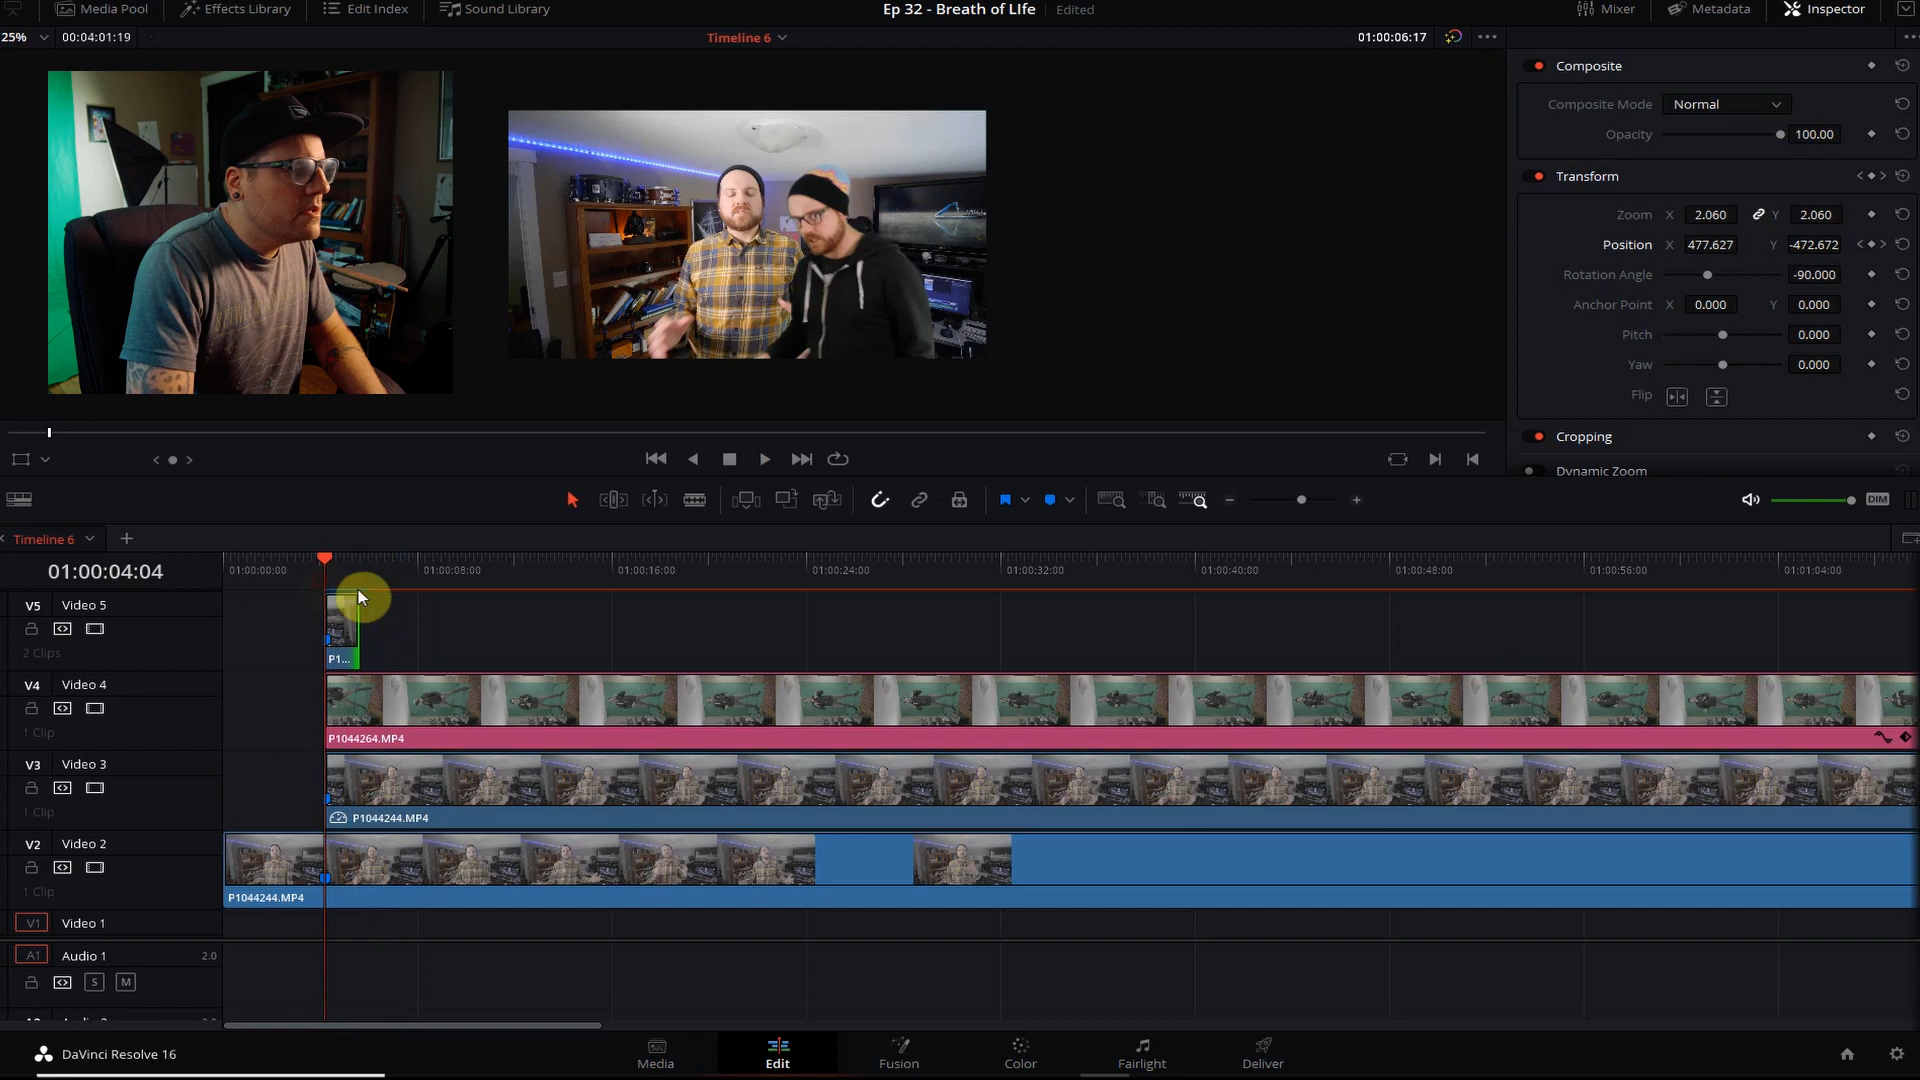 Media Pool
Effects Library
Edit Index
Sound Library
Ep 32 - Breath of LIfe
Edited
Mixer
Metadata
Inspector
25%
00:04:01:19
Timeline 6
01:00:06:17
Composite
Composite Mode
Normal
Opacity
100.00
Transform
Zoom X 2.060 Y 2.060
Position X 477.627 Y -472.672
Rotation Angle -90.000
Anchor Point X 0.000 Y 0.000
Pitch 0.000
Yaw 0.000
Flip
Cropping
Dynamic Zoom
DIM
Timeline 6
01:00:04:04
01:00:00:00
01:00:08:00
01:00:16:00
01:00:24:00
01:00:32:00
01:00:40:00
01:00:48:00
01:00:56:00
01:01:04:00
V5 Video 5
2 Clips
P1...
V4 Video 4
1 Clip
P1044264.MP4
V3 Video 3
1 Clip
P1044244.MP4
V2 Video 2
1 Clip
P1044244.MP4
V1 Video 1
A1 Audio 1 2.0
S M
DaVinci Resolve 16
Media
Edit
Fusion
Color
Fairlight
Deliver